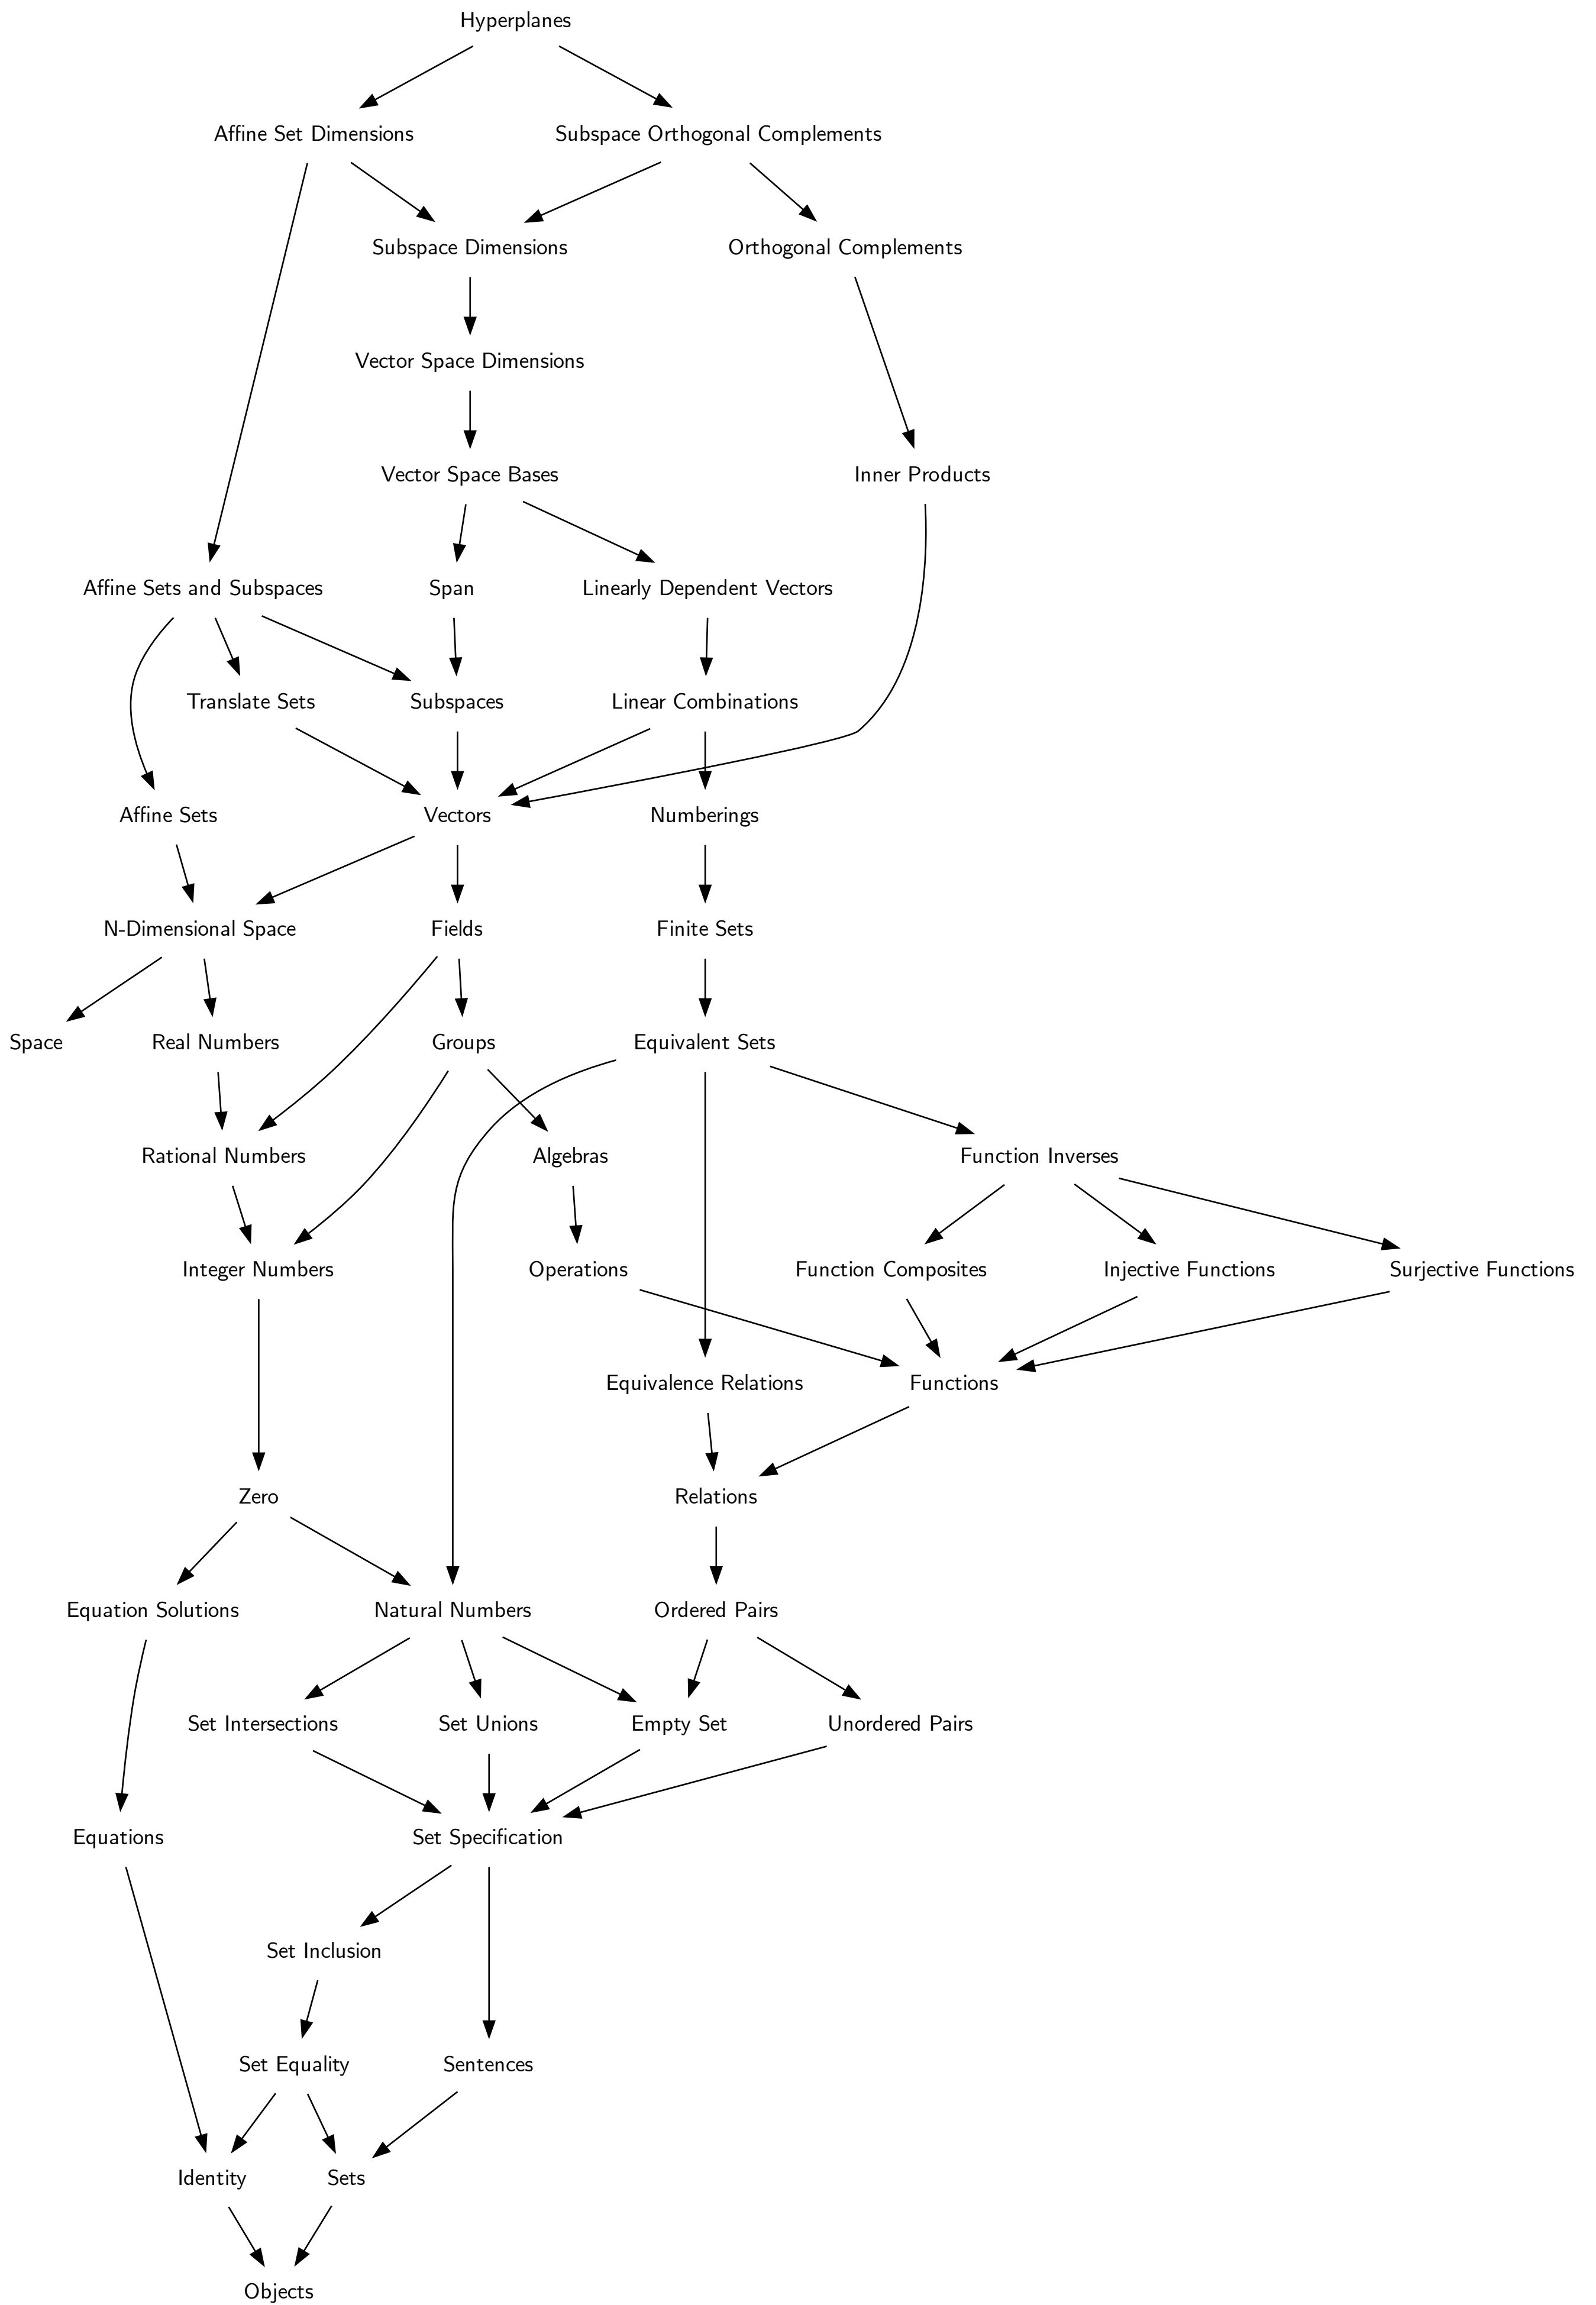 Hyperplanes
Affine Set Dimensions
Subspace Orthogonal Complements
Subspace Dimensions
Orthogonal Complements
Vector Space Dimensions
Vector Space Bases
Inner Products
Affine Sets and Subspaces
Span
Linearly Dependent Vectors
Translate Sets
Subspaces
Linear Combinations
Affine Sets
Vectors
Numberings
N-Dimensional Space
Fields
Finite Sets
Space
Real Numbers
Groups
Equivalent Sets
Rational Numbers
Algebras
Function Inverses
Integer Numbers
Operations
Function Composites
Injective Functions
Surjective Functions
Equivalence Relations
Functions
Zero
Relations
Equation Solutions
Natural Numbers
Ordered Pairs
Set Intersections
Set Unions
Empty Set
Unordered Pairs
Equations
Set Specification
Set Inclusion
Set Equality
Sentences
Identity
Sets
Objects